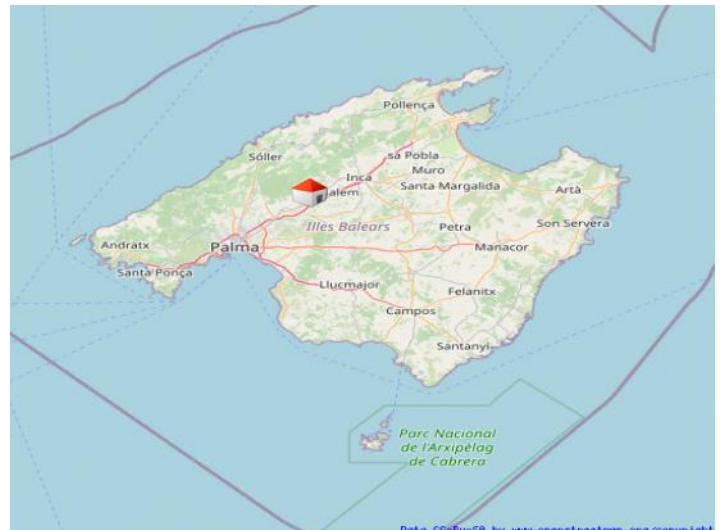 Pollença
Sóller
sa Pobla
Inca
Muro
alem
Santa Margalida
Artà
Illes Balears
Petra
Son Servera
Andratx
Palma
Manacor
Santa Ponça
Llucmajor
Felanitx
Campos
Santanyí
Parc Nacional
de l'Arxipèlag
de Cabrera